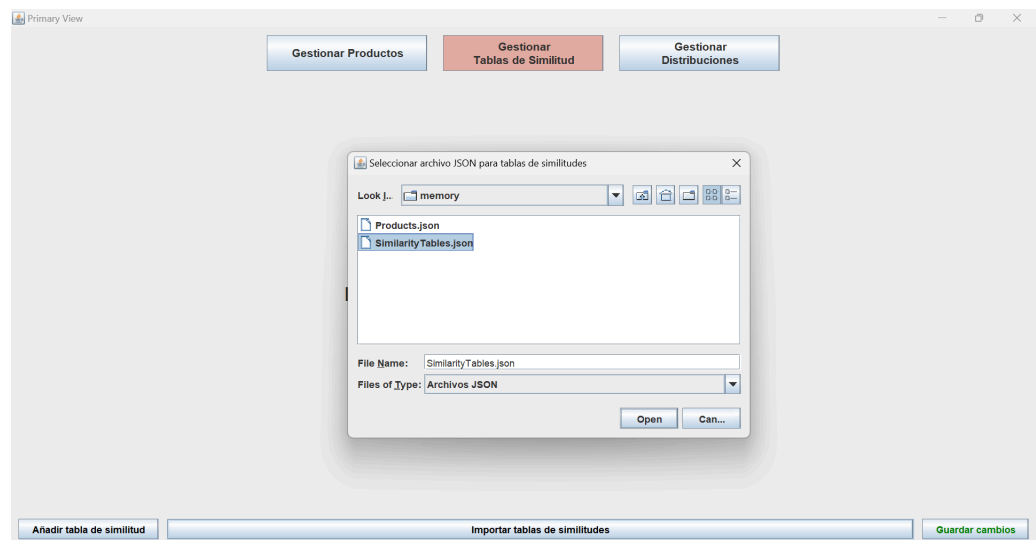 Primary View
Gestionar Productos
Gestionar
Tablas de Similitud
Gestionar
Distribuciones
Seleccionar archivo JSON para tablas de similitudes
Look I...
memory
Products.json
SimilarityTables.json
File Name:
SimilarityTables.json
Files of Type:
Archivos JSON
Open
Can...
Añadir tabla de similitud
Importar tablas de similitudes
Guardar cambios